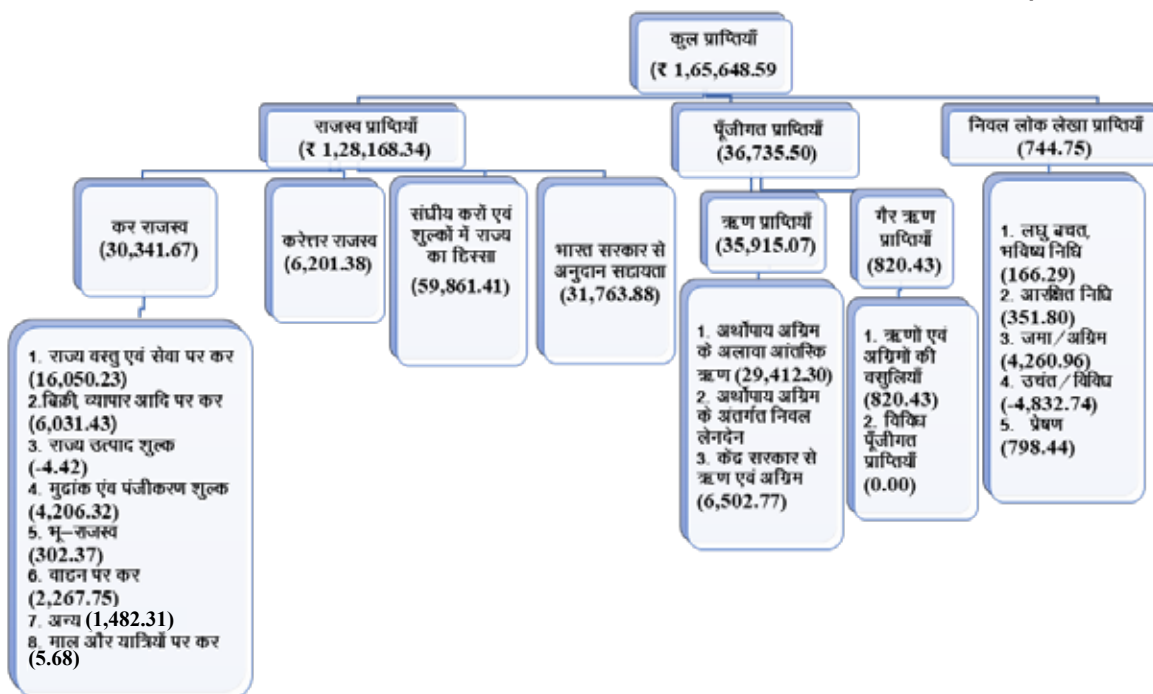 कुल प्राप्तियाँ
(₹ 1,65,648.59
राजस्व प्राप्तियाँ
(₹ 1,28,168.34)
पूँजीगत प्राप्तियाँ
(36,735.50)
निवल लोक लेखा प्राप्तियाँ
(744.75)
कर राजस्व
(30,341.67)
करेत्तर राजस्व
(6,201.38)
संघीय करों एवं
शुल्कों में राज्य
का हिस्सा
(59,861.41)
भारत सरकार से
अनुदान सहायता
(31,763.88)
ऋण प्राप्तियाँ
(35,915.07)
गैर ऋण
प्राप्तियाँ
(820.43)
1. राज्य वस्तु एवं सेवा पर कर
(16,050.23)
2.बिक्री, व्यापार आदि पर कर
(6,031.43)
3. राज्य उत्पाद शुल्क
(-4.42)
4. मुद्रांक एंव पंजीकरण शुल्क
(4,206.32)
5. भू–राजस्व
(302.37)
6. वाहन पर कर
(2,267.75)
7. अन्य (1,482.31)
8. माल और यात्रियों पर कर
(5.68)
1. अर्थोपाय अग्रिम
के अलावा आंतरिक
ऋण (29,412.30)
2. अर्थोपाय अग्रिम
के अंतर्गत निवल
लेनदेन
3. केंद्र सरकार से
ऋण एवं अग्रिम
(6,502.77)
1. ऋणों एवं
अग्रिमों की
वसुलियाँ
(820.43)
2. विविध
पूँजीगत
प्राप्तियाँ
(0.00)
1. लघु बचत,
भविष्य निधि
(166.29)
2. आरक्षित निधि
(351.80)
3. जमा/अग्रिम
(4,260.96)
4. उचंत/विविध
(-4,832.74)
5. प्रेषण
(798.44)